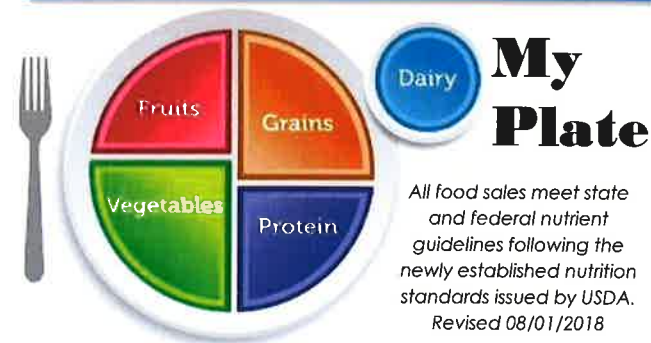 Fruits
Grains
Vegetables
Protein
Dairy
My
Plate
All food sales meet state
and federal nutrient
guidelines following the
newly established nutrition
standards issued by USDA.
Revised 08/01/2018